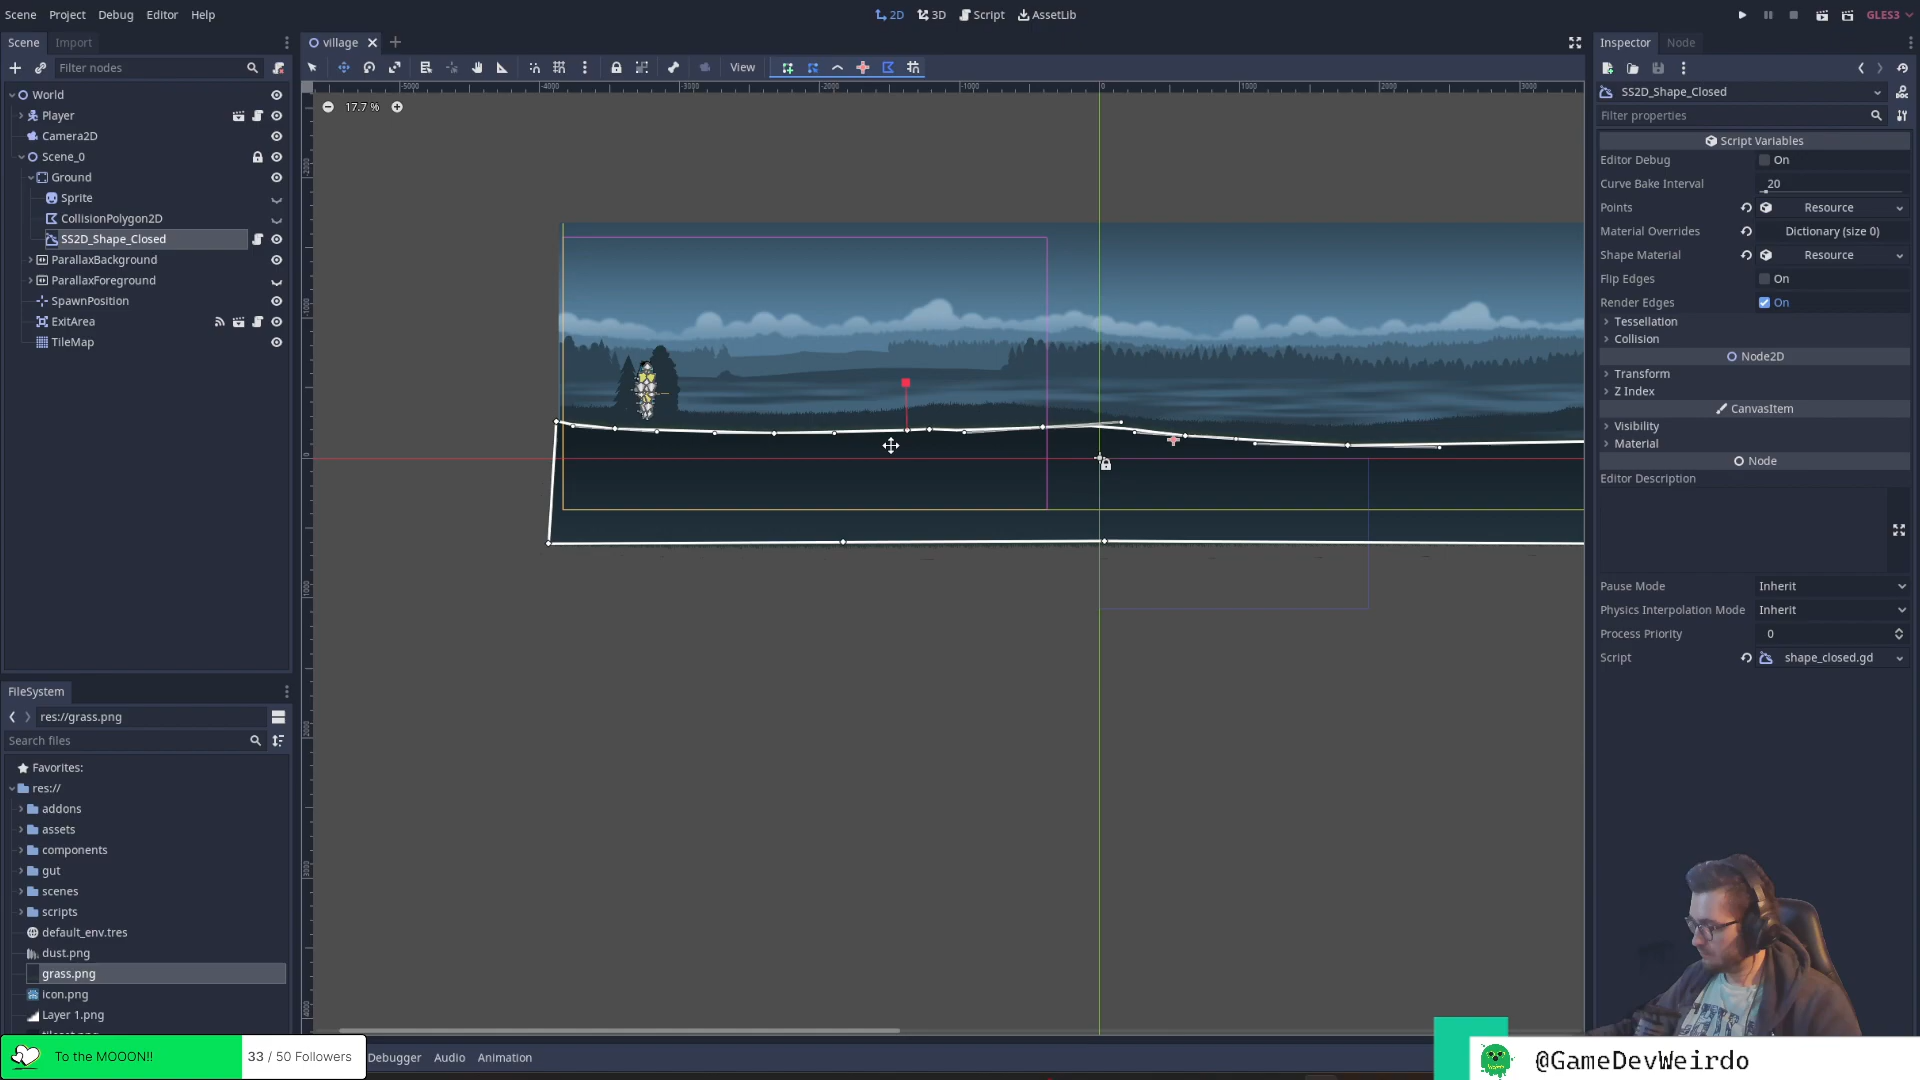 Scene Project Debug Editor Help
2D 3D Script AssetLib
GLES3
Scene Import
village
Inspector Node
Filter nodes
View
World
Player
Camera2D
Scene_0
Ground
Sprite
CollisionPolygon2D
SS2D_Shape_Closed
ParallaxBackground
ParallaxForeground
SpawnPosition
ExitArea
TileMap
17.7 %
SS2D_Shape_Closed
Filter properties
Script Variables
Editor Debug On
Curve Bake Interval 20
Points Resource
Material Overrides Dictionary (size 0)
Shape Material Resource
Flip Edges On
Render Edges On
Tessellation
Collision
Node2D
Transform
Z Index
CanvasItem
Visibility
Material
Node
Editor Description
Pause Mode Inherit
Physics Interpolation Mode Inherit
Process Priority 0
Script shape_closed.gd
FileSystem
res://grass.png
Search files
Favorites:
res://
addons
assets
components
gut
scenes
scripts
default_env.tres
dust.png
grass.png
icon.png
Layer 1.png
To the MOOON!! 33 / 50 Followers
Debugger Audio Animation
@GameDevWeirdo